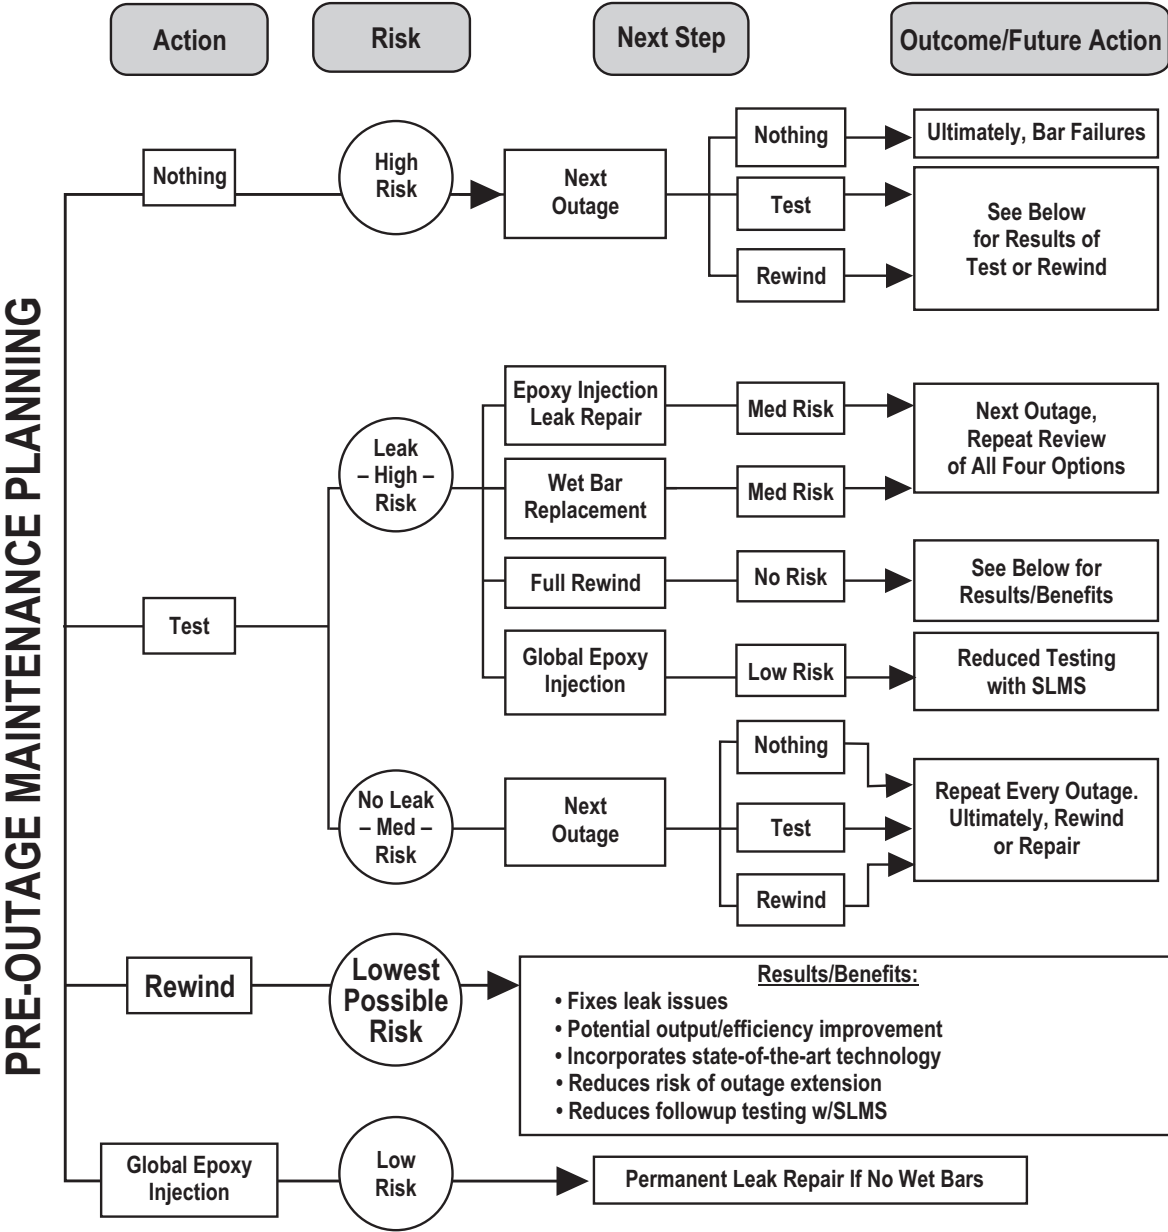 PRE-OUTAGE MAINTENANCE PLANNING
Action
Risk
Next Step
Outcome/Future Action
Nothing
High
Risk
Next
Outage
Nothing
Ultimately, Bar Failures
Test
Rewind
See Below
for Results of
Test or Rewind
Test
Leak
– High –
Risk
Epoxy Injection
Leak Repair
Med Risk
Wet Bar
Replacement
Med Risk
Next Outage,
Repeat Review
of All Four Options
Full Rewind
No Risk
See Below for
Results/Benefits
Global Epoxy
Injection
Low Risk
Reduced Testing
with SLMS
No Leak
– Med –
Risk
Next
Outage
Nothing
Test
Rewind
Repeat Every Outage.
Ultimately, Rewind
or Repair
Rewind
Lowest
Possible
Risk
Results/Benefits:
• Fixes leak issues
• Potential output/efficiency improvement
• Incorporates state-of-the-art technology
• Reduces risk of outage extension
• Reduces followup testing w/SLMS
Global Epoxy
Injection
Low
Risk
Permanent Leak Repair If No Wet Bars